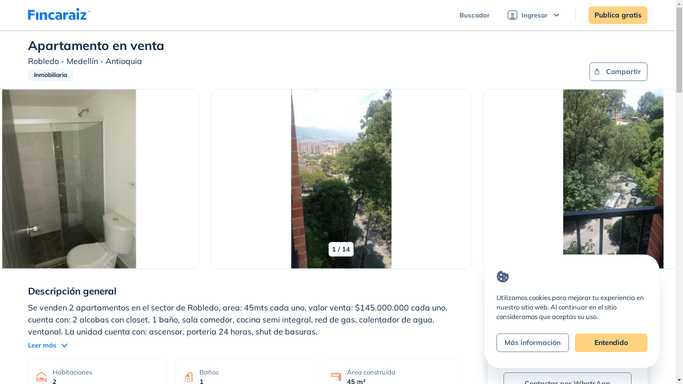 Fincaraiz
Buscador
Ingresar
Publica gratis
Apartamento en venta
Robledo - Medellín - Antioquia
Inmobiliaria
Compartir
1 / 14
Descripción general
Se venden 2 apartamentos en el sector de Robledo, area: 45mts cada uno, valor venta: $145.000.000 cada uno,
cuenta con: 2 alcobas con closet, 1 baño, sala comedor, cocina semi integral, red de gas, calentador de agua,
ventanal. La unidad cuenta con: ascensor, porteria 24 horas, shut de basuras.
Leer más
Habitaciones
2
Baños
1
Área construida
45 m²
Utilizamos cookies para mejorar tu experiencia en
nuestro sitio web. Al continuar en el sitio
consideramos que aceptas su uso.
Más información
Entendido
Contactar por WhatsApp